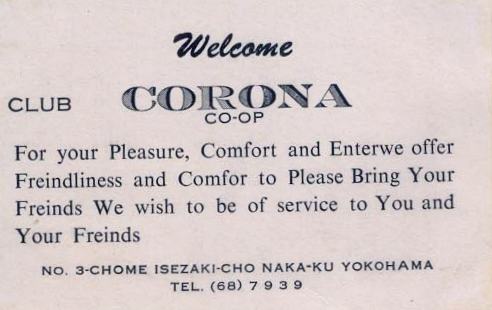 Welcome
CLUB CORONA
CO-OP
For your Pleasure, Comfort and Enterwe offer
Freindliness and Comfor to Please Bring Your
Freinds We wish to be of service to You and
Your Freinds
NO. 3-CHOME ISEZAKI-CHO NAKA-KU YOKOHAMA
TEL. (68) 7939